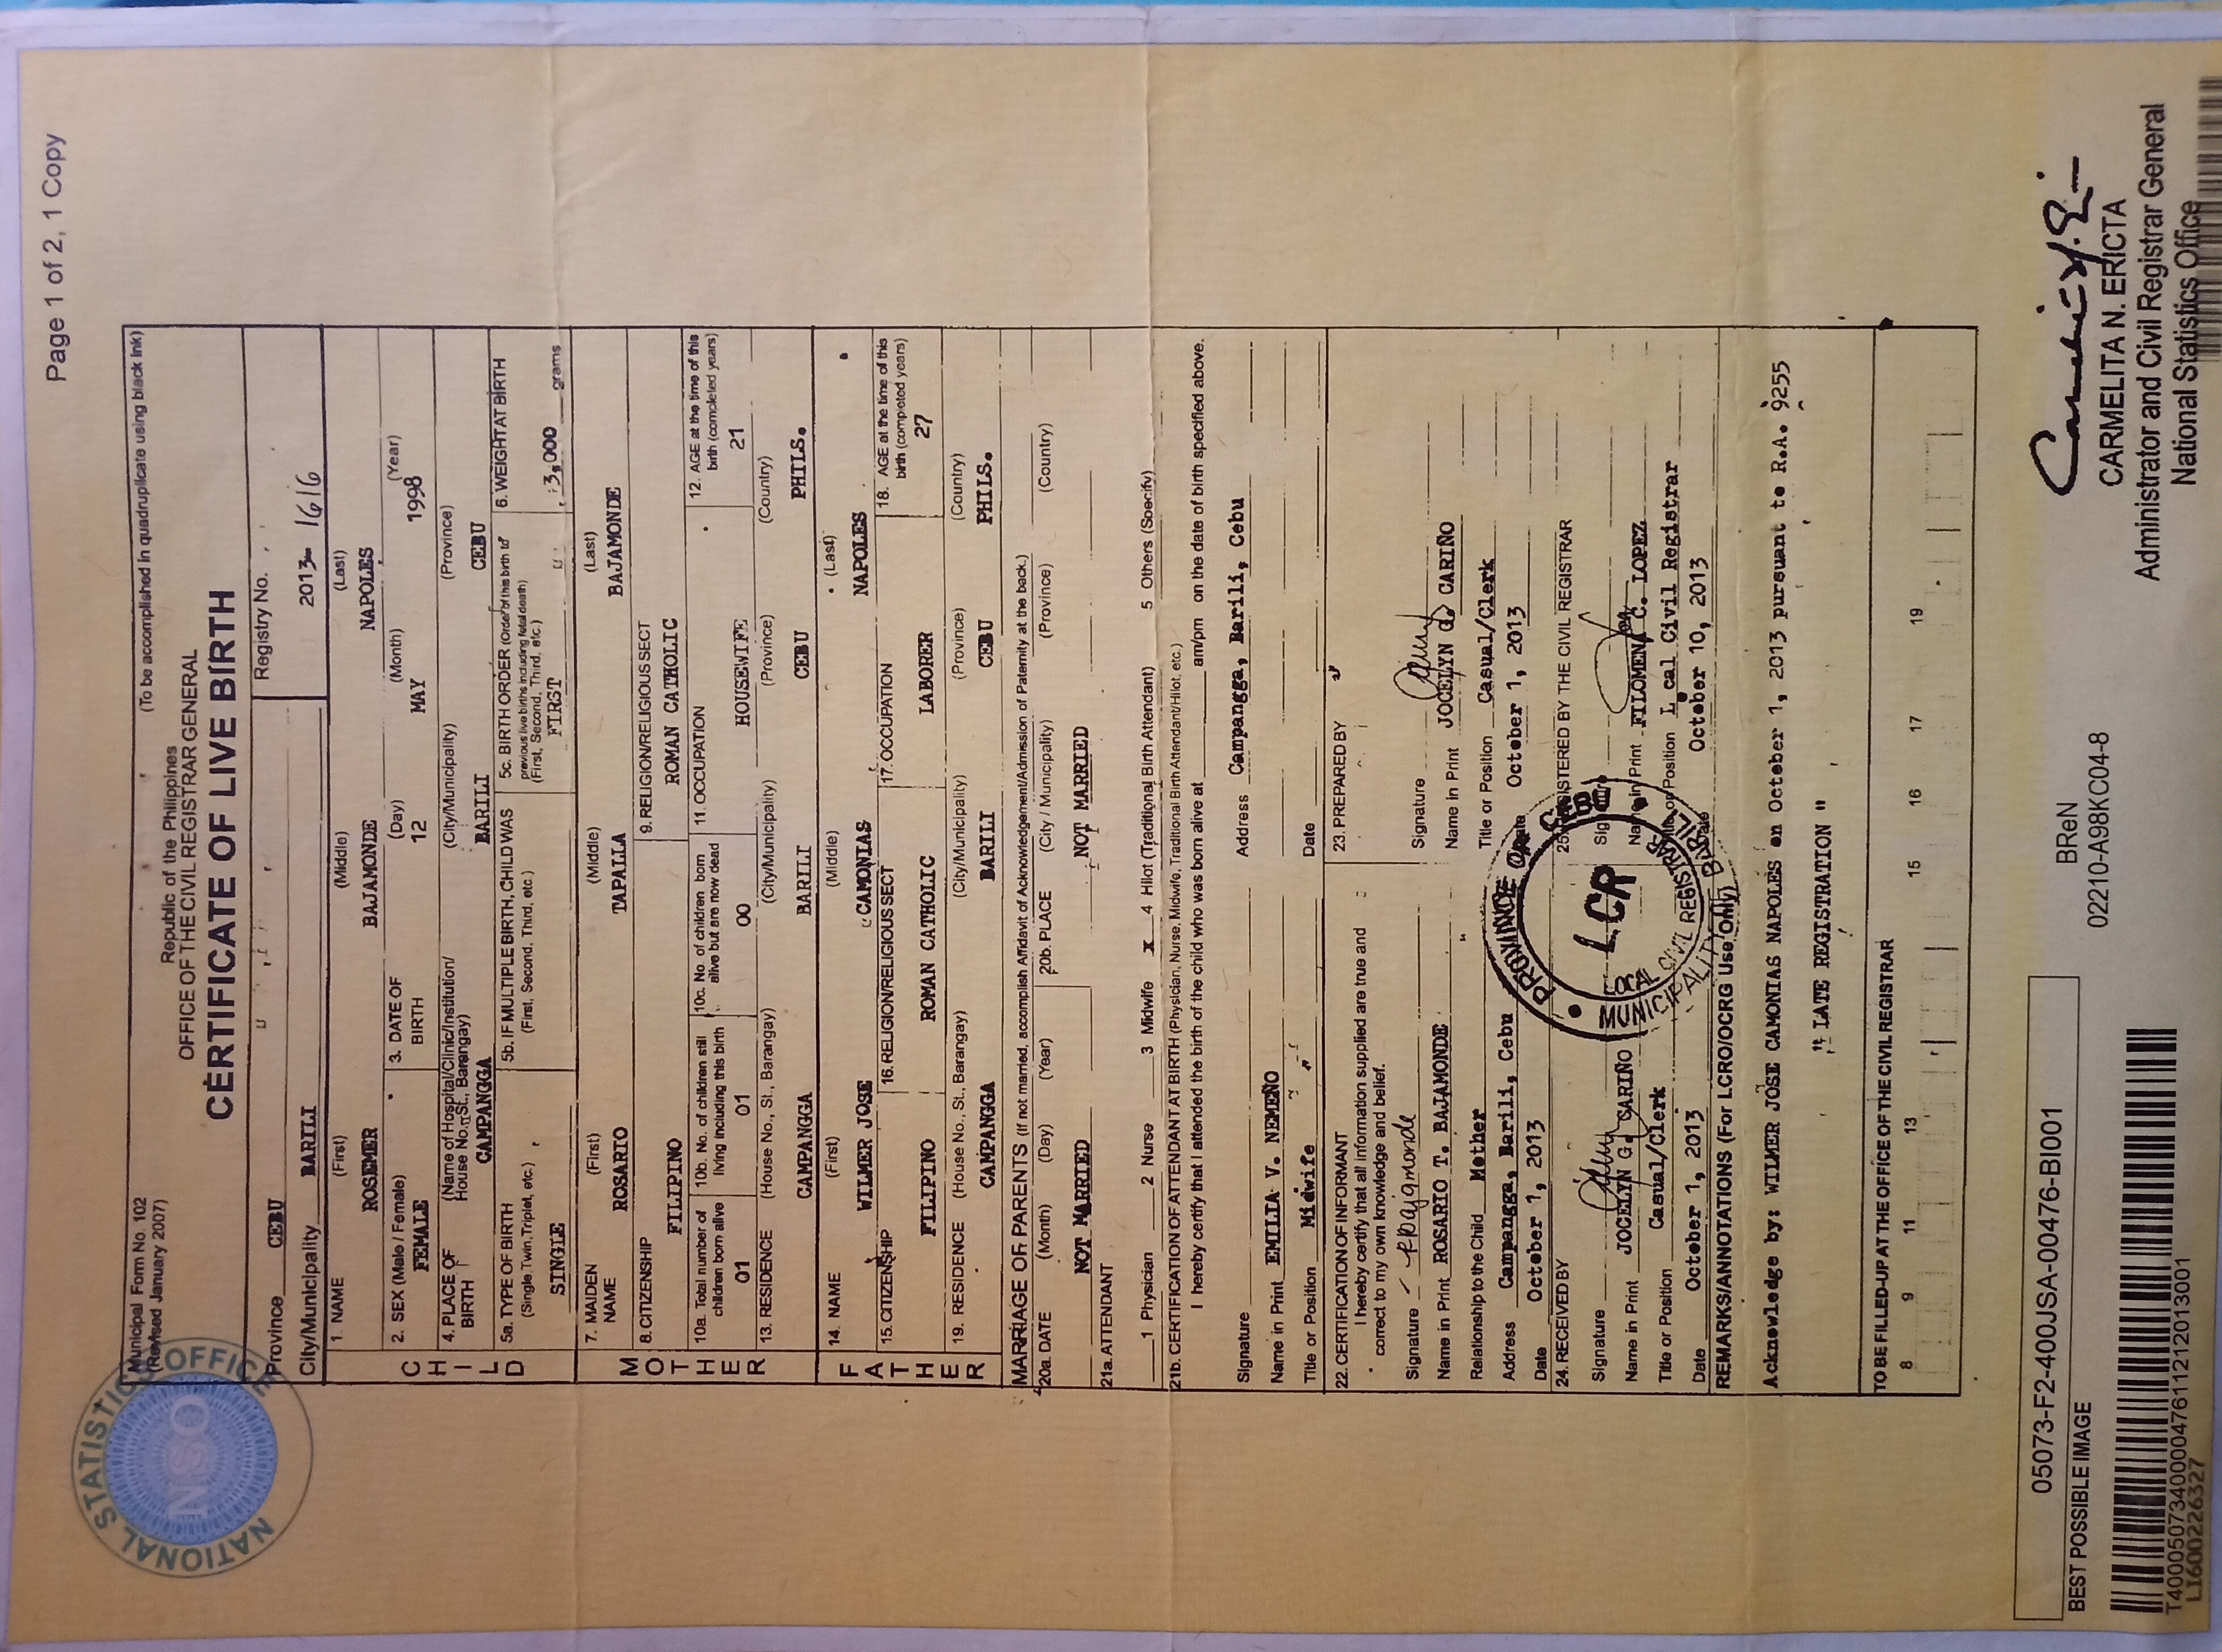 Page 1 of 2, 1 Copy
Municipal Form No. 102
(Revised January 2007)
(To be accomplished in quadruplicate using black ink)
Republic of the Philippines
OFFICE OF THE CIVIL REGISTRAR GENERAL
CERTIFICATE OF LIVE BIRTH
NATIONAL STATISTICS OFFICE
NSO
Province CEBU
City/Municipality BARILI
Registry No.
2013-1616
CHILD
1. NAME (First) (Middle) (Last)
ROSEMER BAJAMONDE NAPOLES
2. SEX (Male / Female)
FEMALE
3. DATE OF BIRTH (Day) (Month) (Year)
12 MAY 1998
4. PLACE OF BIRTH (Name of Hospital/Clinic/Institution/ House No., St., Barangay) (City/Municipality) (Province)
CAMPANGGA BARILI CEBU
5a. TYPE OF BIRTH
(Single, Twin, Triplet, etc.)
SINGLE
5b. IF MULTIPLE BIRTH, CHILD WAS
(First, Second, Third, etc.)
5c. BIRTH ORDER (Order of this birth to previous live births including fetal death)
(First, Second, Third, etc.)
FIRST
6. WEIGHT AT BIRTH
3,000 grams
MOTHER
7. MAIDEN NAME (First) (Middle) (Last)
ROSARIO TAPALLA BAJAMONDE
8. CITIZENSHIP
FILIPINO
9. RELIGION/RELIGIOUS SECT
ROMAN CATHOLIC
10a. Total number of children born alive
01
10b. No. of children still living including this birth
01
10c. No. of children born alive but are now dead
00
11. OCCUPATION
HOUSEWIFE
12. AGE at the time of this birth (completed years)
21
13. RESIDENCE (House No., St., Barangay) (City/Municipality) (Province) (Country)
CAMPANGGA BARILI CEBU PHILS.
FATHER
14. NAME (First) (Middle) (Last)
WILMER JOSE CAMONIAS NAPOLES
15. CITIZENSHIP
FILIPINO
16. RELIGION/RELIGIOUS SECT
ROMAN CATHOLIC
17. OCCUPATION
LABORER
18. AGE at the time of this birth (completed years)
27
19. RESIDENCE (House No., St., Barangay) (City/Municipality) (Province) (Country)
CAMPANGGA BARILI CEBU PHILS.
MARRIAGE OF PARENTS (If not married, accomplish Affidavit of Acknowledgement/Admission of Paternity at the back.)
20a. DATE (Month) (Day) (Year)
NOT MARRIED
20b. PLACE (City / Municipality) (Province) (Country)
NOT MARRIED
21a. ATTENDANT
1 Physician 2 Nurse 3 Midwife X 4 Hilot (Traditional Birth Attendant) 5 Others (Specify)
21b. CERTIFICATION OF ATTENDANT AT BIRTH (Physician, Nurse, Midwife, Traditional Birth Attendant/Hilot, etc.)
I hereby certify that I attended the birth of the child who was born alive at am/pm on the date of birth specified above.
Signature
Address Campangga, Barili, Cebu
Name in Print EMILIA V. NEMEÑO
Title or Position Midwife
Date
22. CERTIFICATION OF INFORMANT
I hereby certify that all information supplied are true and
correct to my own knowledge and belief.
Signature
Name in Print ROSARIO T. BAJAMONDE
Relationship to the Child Mother
Address Campangga, Barili, Cebu
Date October 1, 2013
23. PREPARED BY
Signature
Name in Print JOCELYN G. CARIÑO
Title or Position Casual/Clerk
Date October 1, 2013
24. RECEIVED BY
Signature
Name in Print JOCELYN G. CARIÑO
Title or Position Casual/Clerk
Date October 1, 2013
25. REGISTERED BY THE CIVIL REGISTRAR
Signature
Name in Print FILOMENA C. LOPEZ
Title or Position L cal Civil Registrar
Date October 10, 2013
PROVINCE OF CEBU
LCR
MUNICIPALITY BARILI
REMARKS/ANNOTATIONS (For LCRO/OCRG Use Only)
Acknowledge by: WILMER JOSE CAMONIAS NAPOLES on October 1, 2013 pursuant to R.A. 9255
" LATE REGISTRATION "
TO BE FILLED-UP AT THE OFFICE OF THE CIVIL REGISTRAR
8 9 11 13 15 16 17 19
05073-F2-400JSA-00476-BI001
BEST POSSIBLE IMAGE
T400050734000047611212013001
LI600226327
BReN
02210-A98KC04-8
CARMELITA N. ERICTA
Administrator and Civil Registrar General
National Statistics Office